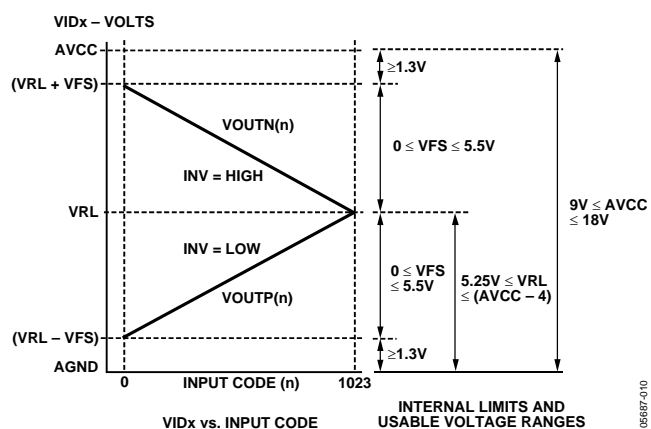 VIDx – VOLTS
AVCC
≥1.3V
(VRL + VFS)
VOUTN(n)
0 ≤ VFS ≤ 5.5V
INV = HIGH
9V ≤ AVCC
≤ 18V
VRL
INV = LOW
0 ≤ VFS
≤ 5.5V
5.25V ≤ VRL
≤ (AVCC – 4)
VOUTP(n)
(VRL – VFS)
≥1.3V
AGND
0
INPUT CODE (n)
1023
VIDx vs. INPUT CODE
INTERNAL LIMITS AND
USABLE VOLTAGE RANGES
05687-010